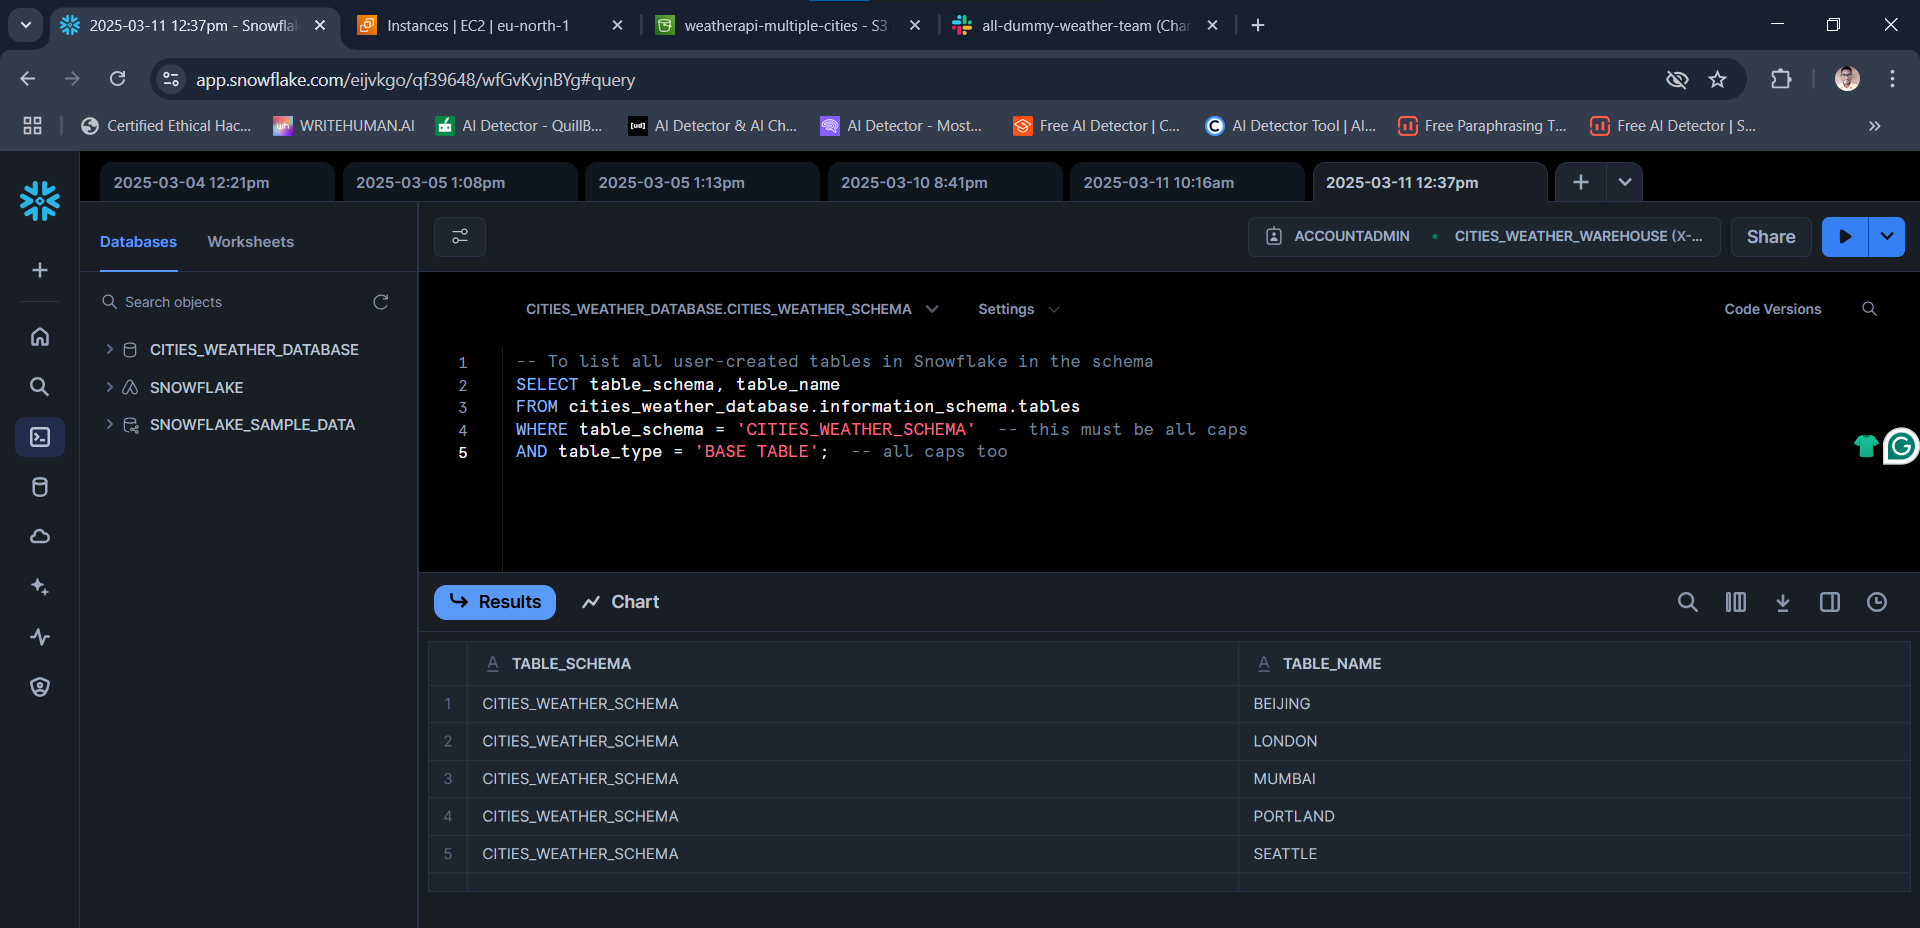 2025-03-11 12:37pm - Snowfla
Instances | EC2 | eu-north-1
weatherapi-multiple-cities - S3
all-dummy-weather-team (Char
app.snowflake.com/eijvkgo/qf39648/wfGvKvjnBYg#query
Certified Ethical Hac...
wh
WRITEHUMAN.AI
AI Detector - QuillB...
[ud]
AI Detector & AI Ch...
AI Detector - Most...
Free AI Detector | C...
AI Detector Tool | AI...
Free Paraphrasing T...
Free AI Detector | S...
2025-03-04 12:21pm
2025-03-05 1:08pm
2025-03-05 1:13pm
2025-03-10 8:41pm
2025-03-11 10:16am
2025-03-11 12:37pm
Databases
Worksheets
ACCOUNTADMIN
CITIES_WEATHER_WAREHOUSE (X-...
Share
Search objects
CITIES_WEATHER_DATABASE
SNOWFLAKE
SNOWFLAKE_SAMPLE_DATA
CITIES_WEATHER_DATABASE.CITIES_WEATHER_SCHEMA
Settings
Code Versions
1 -- To list all user-created tables in Snowflake in the schema
2 SELECT table_schema, table_name
3 FROM cities_weather_database.information_schema.tables
4 WHERE table_schema = 'CITIES_WEATHER_SCHEMA'  -- this must be all caps
5 AND table_type = 'BASE TABLE';  -- all caps too
Results
Chart
A TABLE_SCHEMA A TABLE_NAME
1 CITIES_WEATHER_SCHEMA BEIJING
2 CITIES_WEATHER_SCHEMA LONDON
3 CITIES_WEATHER_SCHEMA MUMBAI
4 CITIES_WEATHER_SCHEMA PORTLAND
5 CITIES_WEATHER_SCHEMA SEATTLE